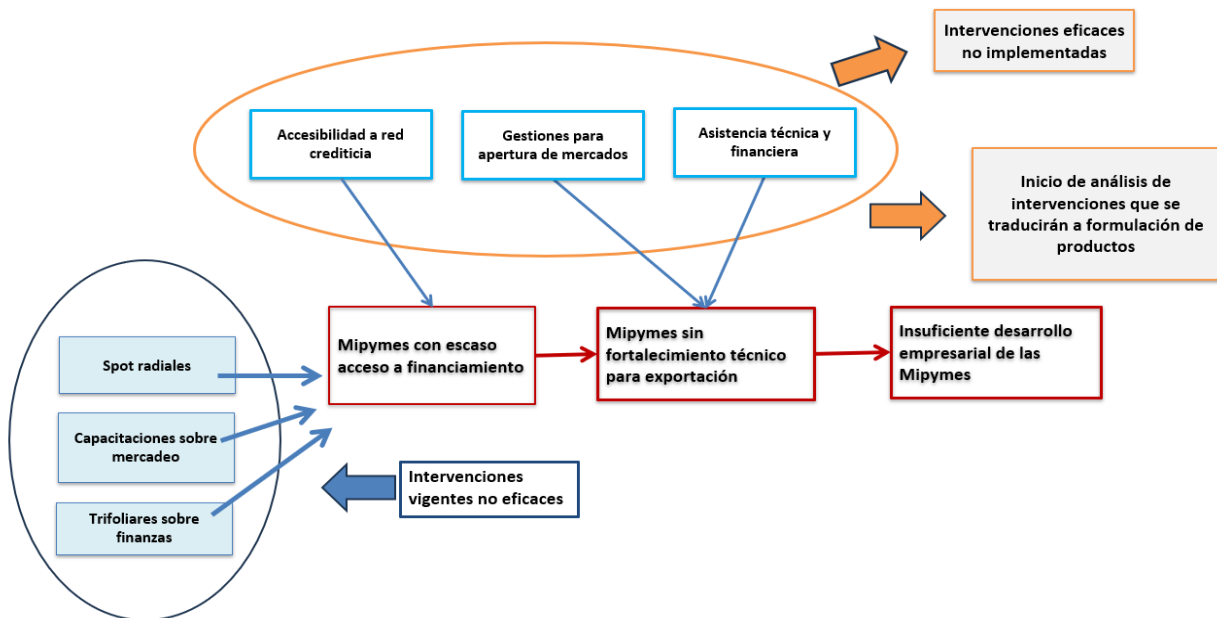 Intervenciones eficaces
no implementadas
Accesibilidad a red
crediticia
Gestiones para
apertura de mercados
Asistencia técnica y
financiera
Inicio de análisis de
intervenciones que se
traducirán a formulación de
productos
Spot radiales
Capacitaciones sobre
mercadeo
Trifoliares sobre
finanzas
Mipymes con escaso
acceso a financiamiento
Mipymes sin
fortalecimiento técnico
para exportación
Insuficiente desarrollo
empresarial de las
Mipymes
Intervenciones
vigentes no eficaces